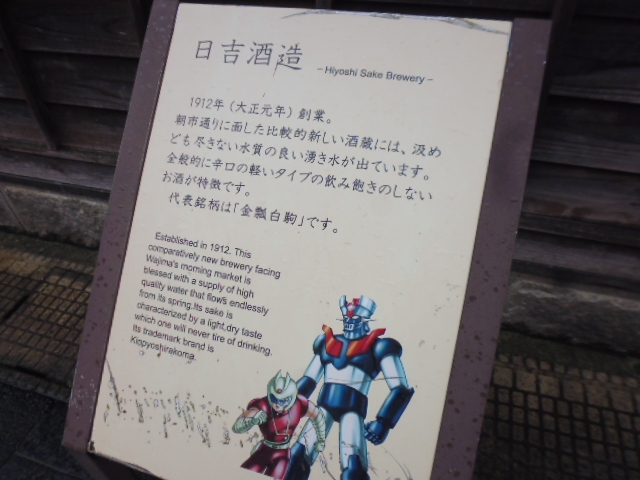 日吉酒造 – Hiyoshi Sake Brewery –
1912年(大正元年)創業。
朝市通りに面した比較的新しい酒蔵には、汲め
ども尽きない水質の良い湧き水が出ています。
全般的に辛口の軽いタイプの飲み飽きのしない
お酒が特徴です。
代表銘柄は「金瓢白駒」です。
Established in 1912. This
comparatively new brewery facing
Wajima's morning market is
blessed with a supply of high
quality water that flows endlessly
from its spring.Its sake is
characterized by a light,dry taste
which one will never tire of drinking.
Its trademark brand is
Kinpyoshirakoma.